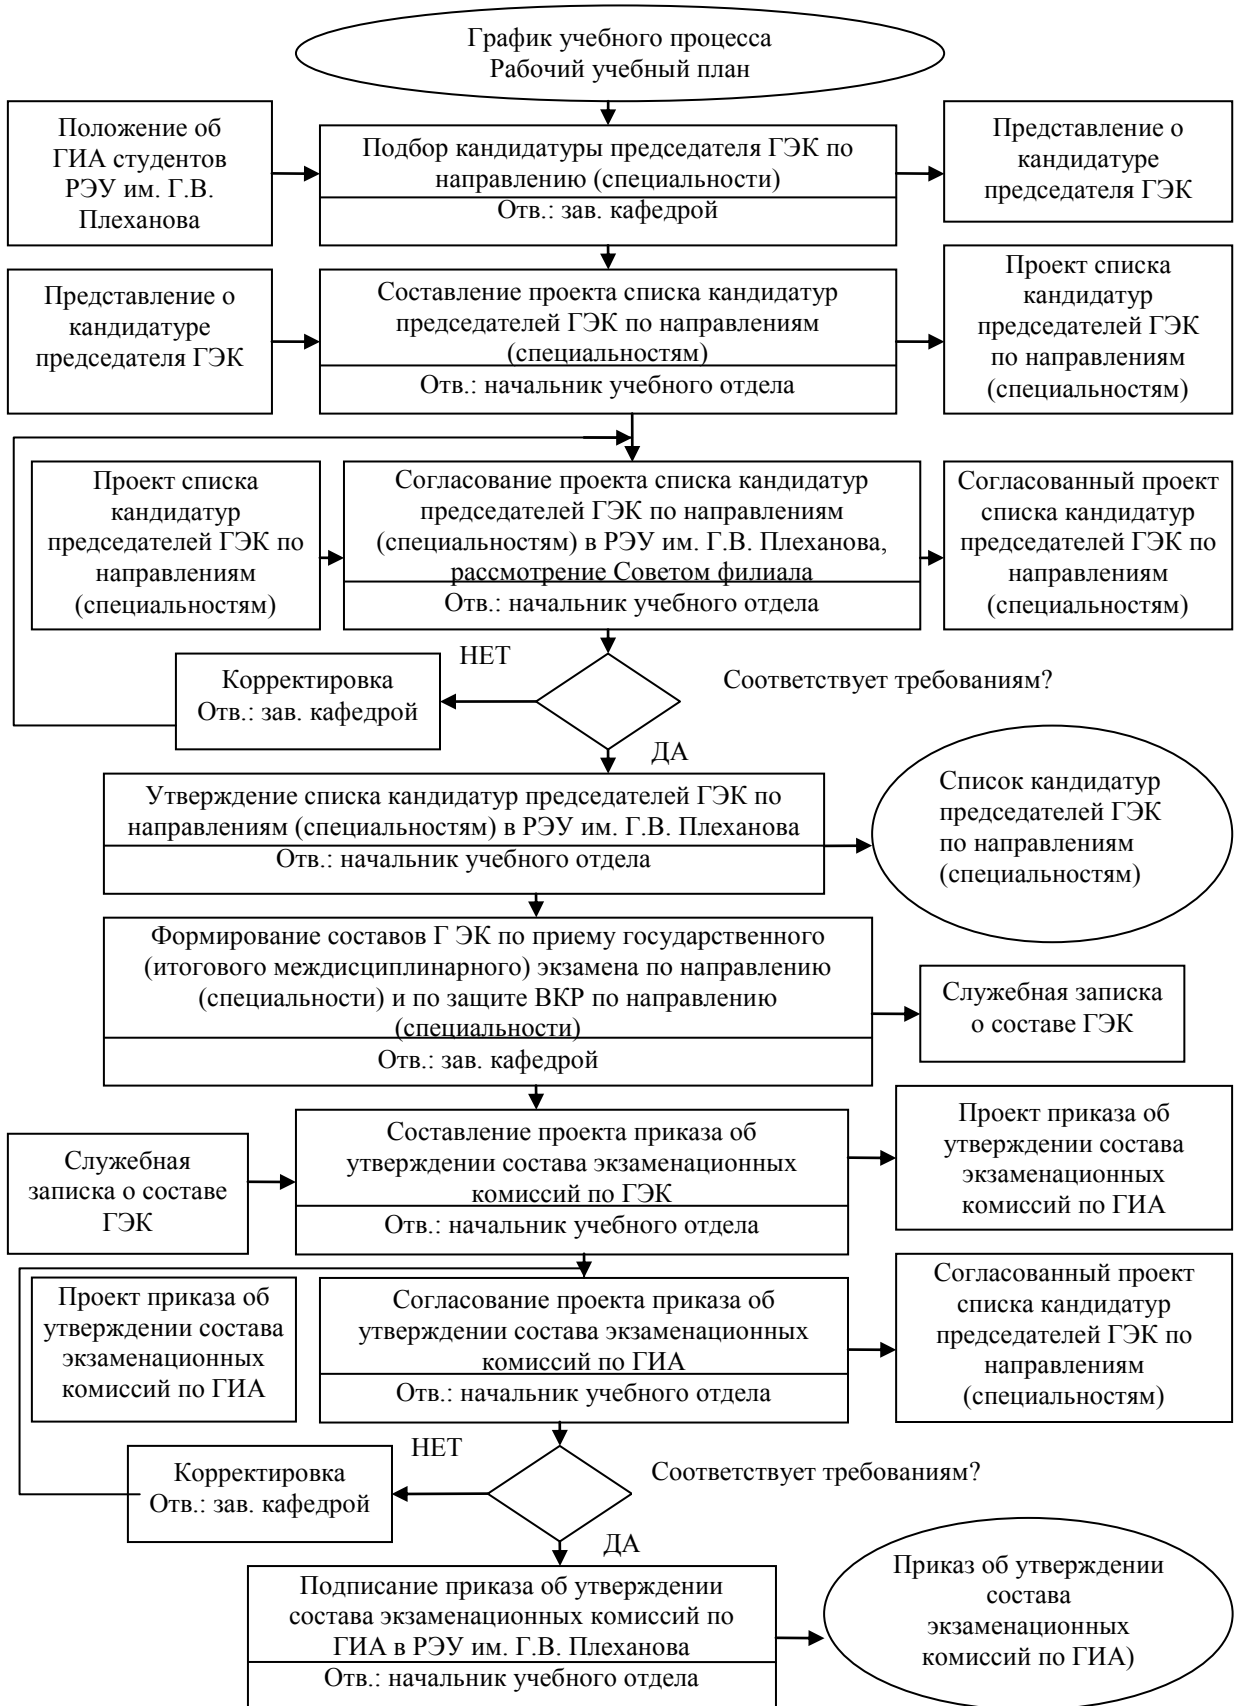 График учебного процесса
Рабочий учебный план
Положение об
ГИА студентов
РЭУ им. Г.В.
Плеханова
Подбор кандидатуры председателя ГЭК по
направлению (специальности)
Отв.: зав. кафедрой
Представление о
кандидатуре
председателя ГЭК
Представление о
кандидатуре
председателя ГЭК
Составление проекта списка кандидатур
председателей ГЭК по направлениям
(специальностям)
Отв.: начальник учебного отдела
Проект списка
кандидатур
председателей ГЭК
по направлениям
(специальностям)
Проект списка
кандидатур
председателей ГЭК по
направлениям
(специальностям)
Согласование проекта списка кандидатур
председателей ГЭК по направлениям
(специальностям) в РЭУ им. Г.В. Плеханова,
рассмотрение Советом филиала
Отв.: начальник учебного отдела
Согласованный проект
списка кандидатур
председателей ГЭК по
направлениям
(специальностям)
НЕТ
Корректировка
Отв.: зав. кафедрой
Соответствует требованиям?
ДА
Утверждение списка кандидатур председателей ГЭК по
направлениям (специальностям) в РЭУ им. Г.В. Плеханова
Отв.: начальник учебного отдела
Список кандидатур
председателей ГЭК
по направлениям
(специальностям)
Формирование составов Г ЭК по приему государственного
(итогового междисциплинарного) экзамена по направлению
(специальности) и по защите ВКР по направлению
(специальности)
Отв.: зав. кафедрой
Служебная записка
о составе ГЭК
Служебная
записка о составе
ГЭК
Составление проекта приказа об
утверждении состава экзаменационных
комиссий по ГЭК
Отв.: начальник учебного отдела
Проект приказа об
утверждении состава
экзаменационных
комиссий по ГИА
Проект приказа об
утверждении состава
экзаменационных
комиссий по ГИА
Согласование проекта приказа об
утверждении состава экзаменационных
комиссий по ГИА
Отв.: начальник учебного отдела
Согласованный проект
списка кандидатур
председателей ГЭК по
направлениям
(специальностям)
НЕТ
Корректировка
Отв.: зав. кафедрой
Соответствует требованиям?
ДА
Подписание приказа об утверждении
состава экзаменационных комиссий по
ГИА в РЭУ им. Г.В. Плеханова
Отв.: начальник учебного отдела
Приказ об утверждении
состава
экзаменационных
комиссий по ГИА)